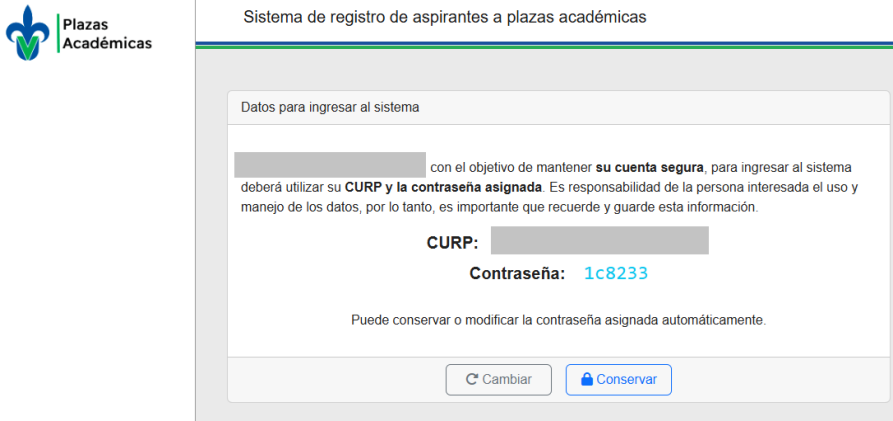 Plazas
Académicas
Sistema de registro de aspirantes a plazas académicas
Datos para ingresar al sistema
con el objetivo de mantener su cuenta segura, para ingresar al sistema
deberá utilizar su CURP y la contraseña asignada. Es responsabilidad de la persona interesada el uso y
manejo de los datos, por lo tanto, es importante que recuerde y guarde esta información.
CURP:
Contraseña: 1c8233
Puede conservar o modificar la contraseña asignada automáticamente.
Cambiar
Conservar